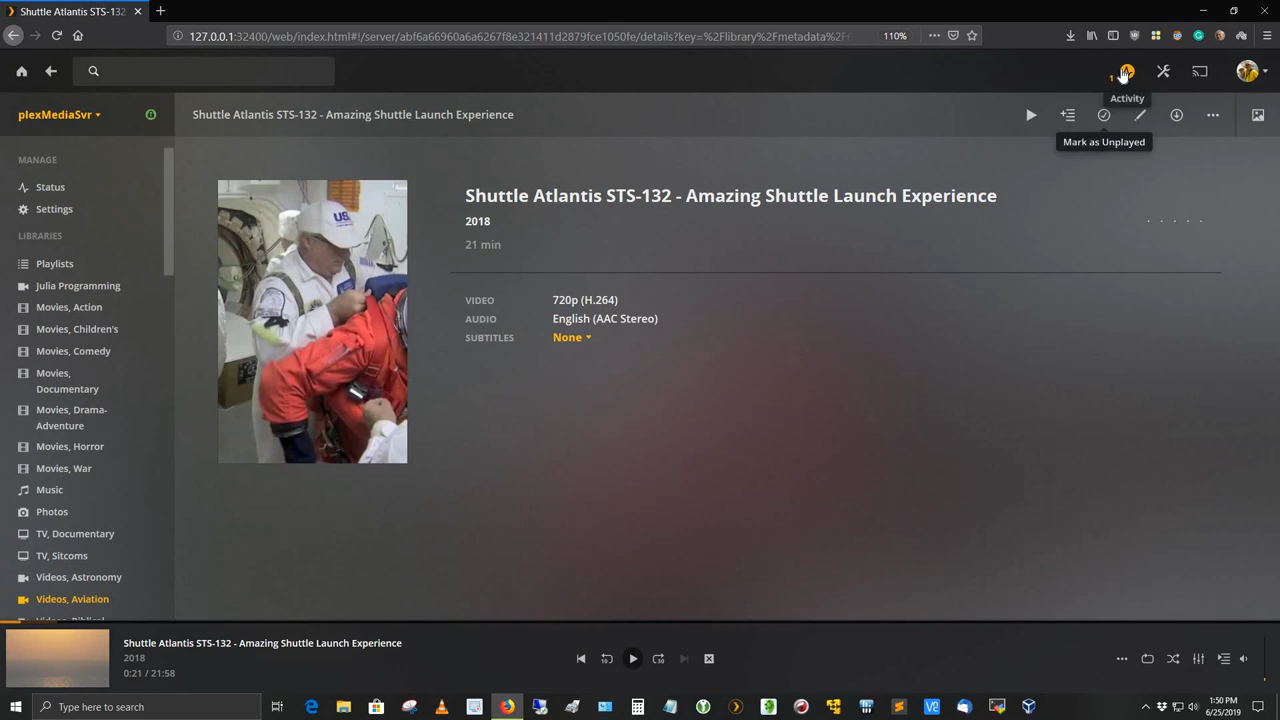 Shuttle Atlantis STS-132
127.0.0.1:32400/web/index.html#!/server/abf6a66960a6a6267f8e321411d2879fce1050fe/details?key=%2Flibrary%2Fmetadata%2F
110%
1
Activity
plexMediaSvr
Shuttle Atlantis STS-132 - Amazing Shuttle Launch Experience
Mark as Unplayed
MANAGE
Status
Settings
LIBRARIES
Playlists
Julia Programming
Movies, Action
Movies, Children's
Movies, Comedy
Movies,
Documentary
Movies, Drama-
Adventure
Movies, Horror
Movies, War
Music
Photos
TV, Documentary
TV, Sitcoms
Videos, Astronomy
Videos, Aviation
Videos, Biblical
Shuttle Atlantis STS-132 - Amazing Shuttle Launch Experience
2018
21 min
VIDEO 720p (H.264)
AUDIO English (AAC Stereo)
SUBTITLES None
Shuttle Atlantis STS-132 - Amazing Shuttle Launch Experience
2018
0:21 / 21:58
10
10
Type here to search
1:50 PM
6/25/2019